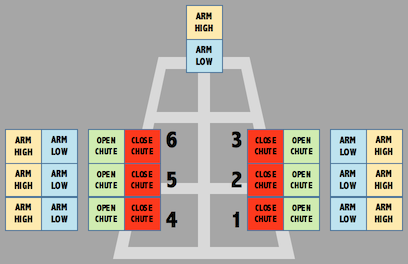 ARM
HIGH
ARM
LOW
ARM HIGH ARM LOW OPEN CHUTE CLOSE CHUTE 6 3 CLOSE CHUTE OPEN CHUTE ARM LOW ARM HIGH
ARM HIGH ARM LOW OPEN CHUTE CLOSE CHUTE 5 2 CLOSE CHUTE OPEN CHUTE ARM LOW ARM HIGH
ARM HIGH ARM LOW OPEN CHUTE CLOSE CHUTE 4 1 CLOSE CHUTE OPEN CHUTE ARM LOW ARM HIGH